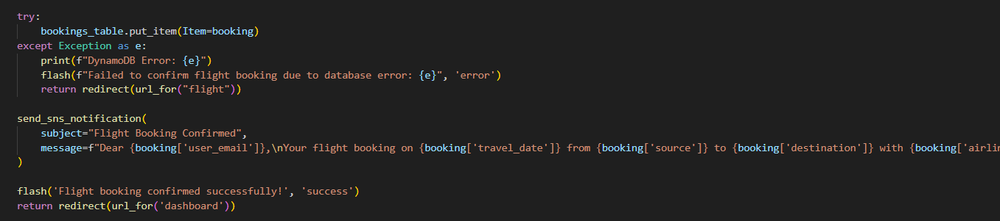 try:
    bookings_table.put_item(Item=booking)
except Exception as e:
    print(f"DynamoDB Error: {e}")
    flash(f"Failed to confirm flight booking due to database error: {e}", 'error')
    return redirect(url_for("flight"))
send_sns_notification(
    subject="Flight Booking Confirmed",
    message=f"Dear {booking['user_email']},\nYour flight booking on {booking['travel_date']} from {booking['source']} to {booking['destination']} with {booking['
)
flash('Flight booking confirmed successfully!', 'success')
return redirect(url_for('dashboard'))